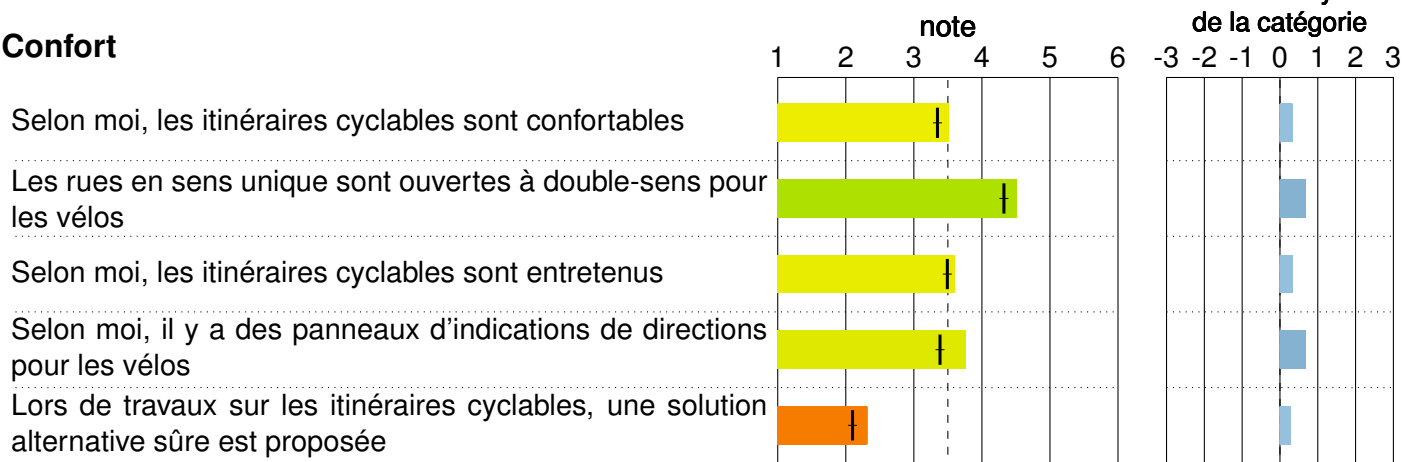 note
de la catégorie
Confort
1 2 3 4 5 6
-3 -2 -1 0 1 2 3
Selon moi, les itinéraires cyclables sont confortables
Les rues en sens unique sont ouvertes à double-sens pour
les vélos
Selon moi, les itinéraires cyclables sont entretenus
Selon moi, il y a des panneaux d'indications de directions
pour les vélos
Lors de travaux sur les itinéraires cyclables, une solution
alternative sûre est proposée